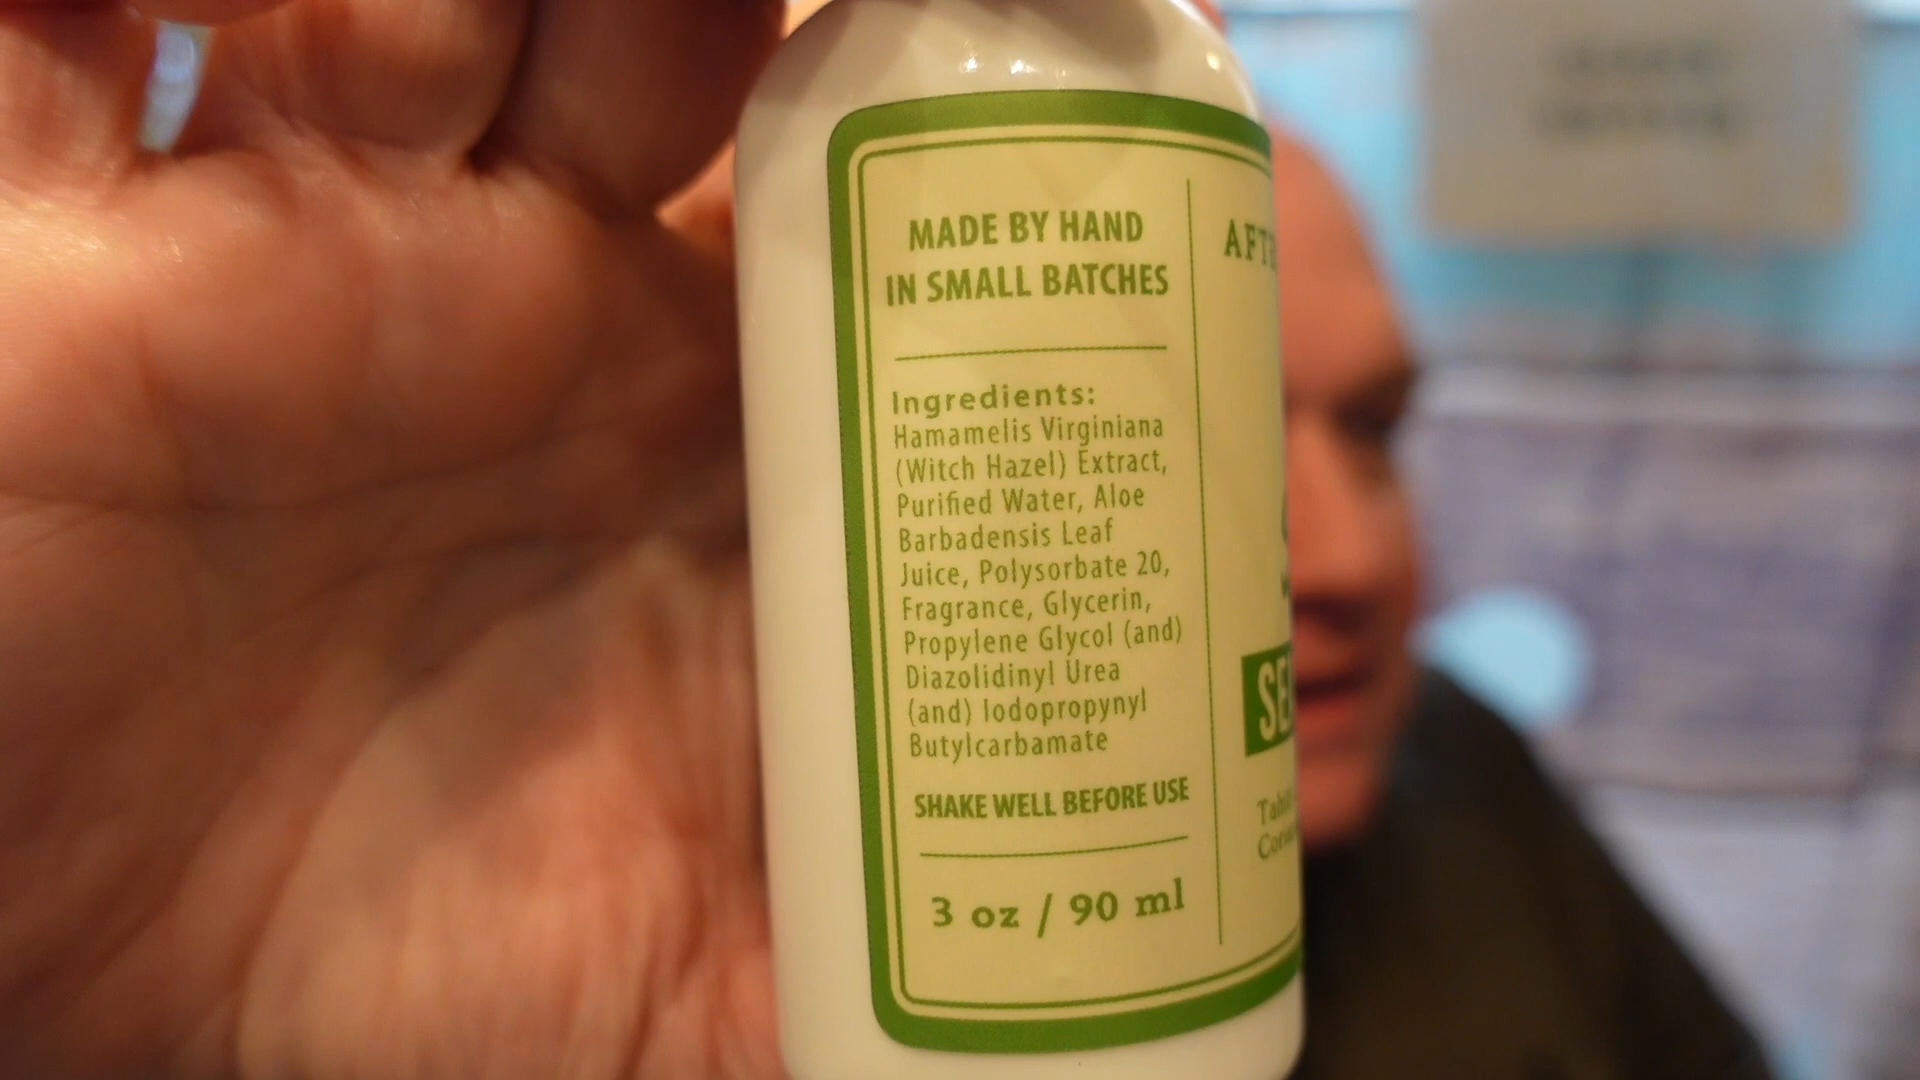 MADE BY HAND
IN SMALL BATCHES
Ingredients:
Hamamelis Virginiana
(Witch Hazel) Extract,
Purified Water, Aloe
Barbadensis Leaf
Juice, Polysorbate 20,
Fragrance, Glycerin,
Propylene Glycol (and)
Diazolidinyl Urea
(and) Iodopropynyl
Butylcarbamate
SHAKE WELL BEFORE USE
3 oz / 90 ml